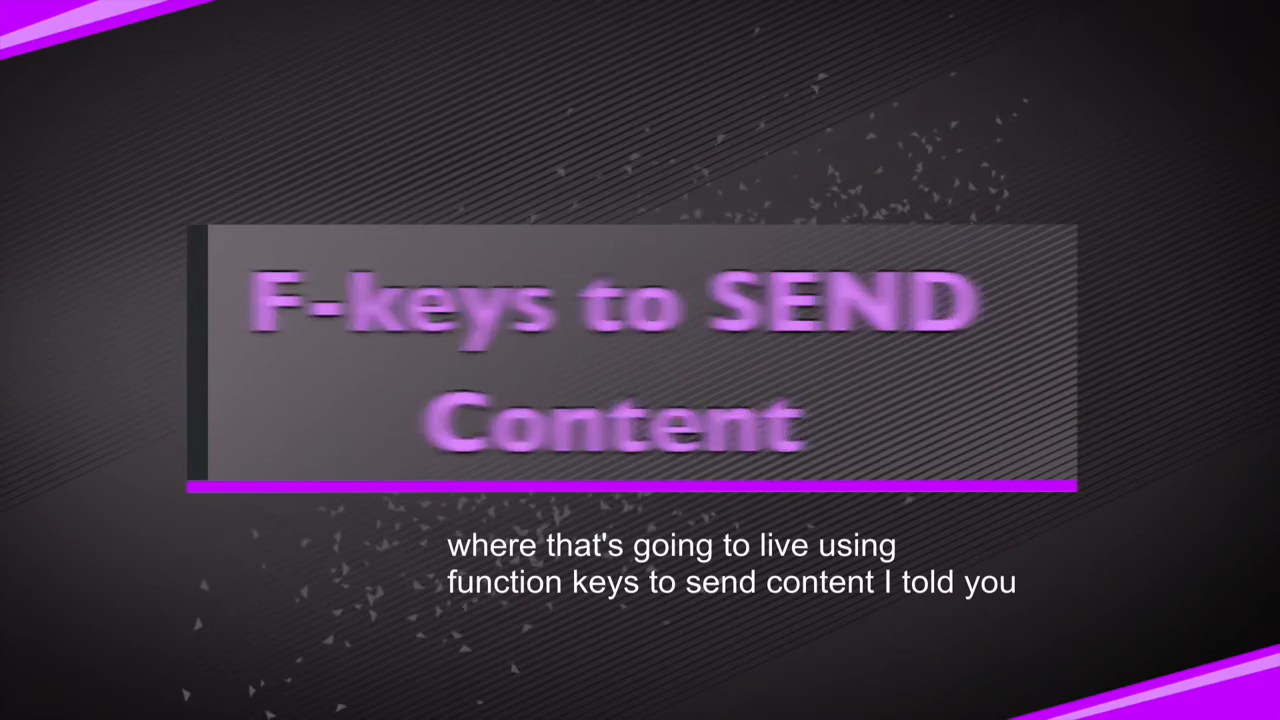 F-keys to SEND
Content
where that's going to live using
function keys to send content I told you